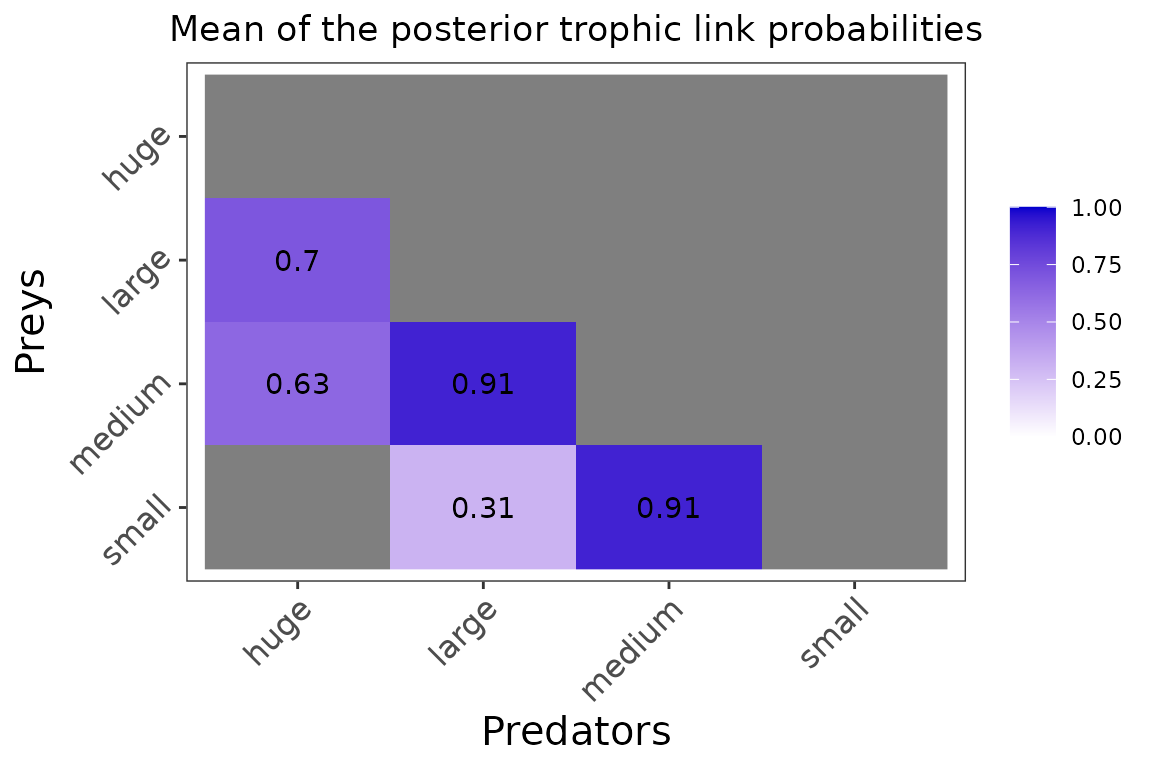 Mean of the posterior trophic link probabilities
Preys
huge
large
medium
small
0.7
0.63
0.91
0.31
0.91
huge
large
medium
small
Predators
1.00
0.75
0.50
0.25
0.00